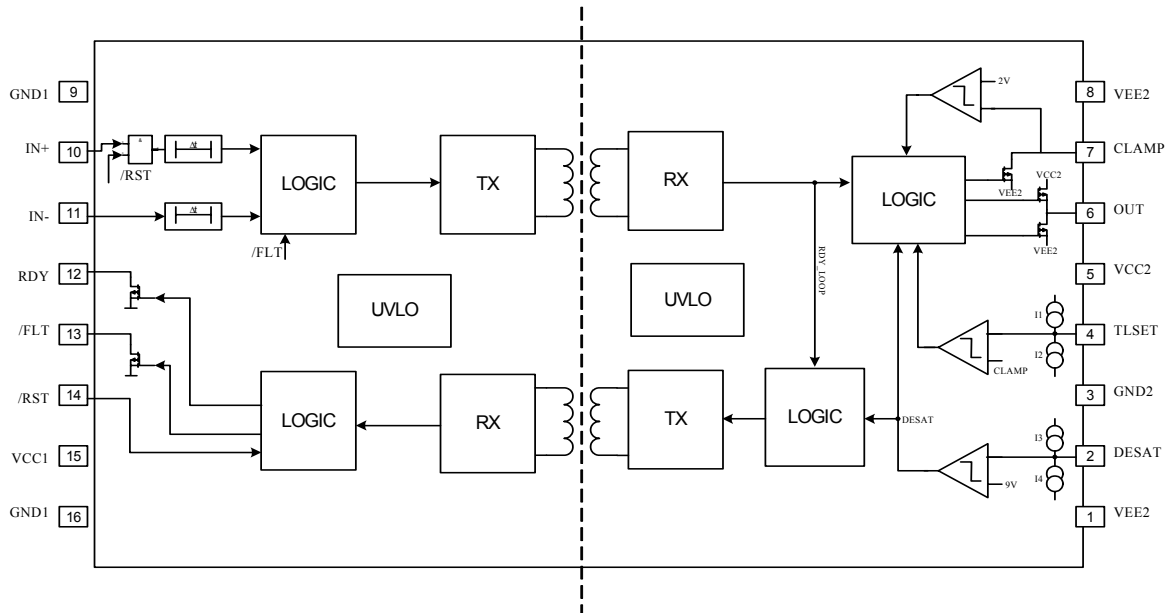 GND1
9
IN+
10
/RST
&
Δt
LOGIC
TX
RX
IN-
11
Δt
/FLT
RDY
12
UVLO
/FLT
13
/RST
14
LOGIC
RX
VCC1
15
GND1
16
2V
8
VEE2
7
CLAMP
LOGIC
VEE2
VCC2
6
OUT
VEE2
RDY_LOOP
UVLO
5
VCC2
I1
4
TLSET
I2
CLAMP
3
GND2
TX
LOGIC
DESAT
I3
2
DESAT
9V
I4
1
VEE2